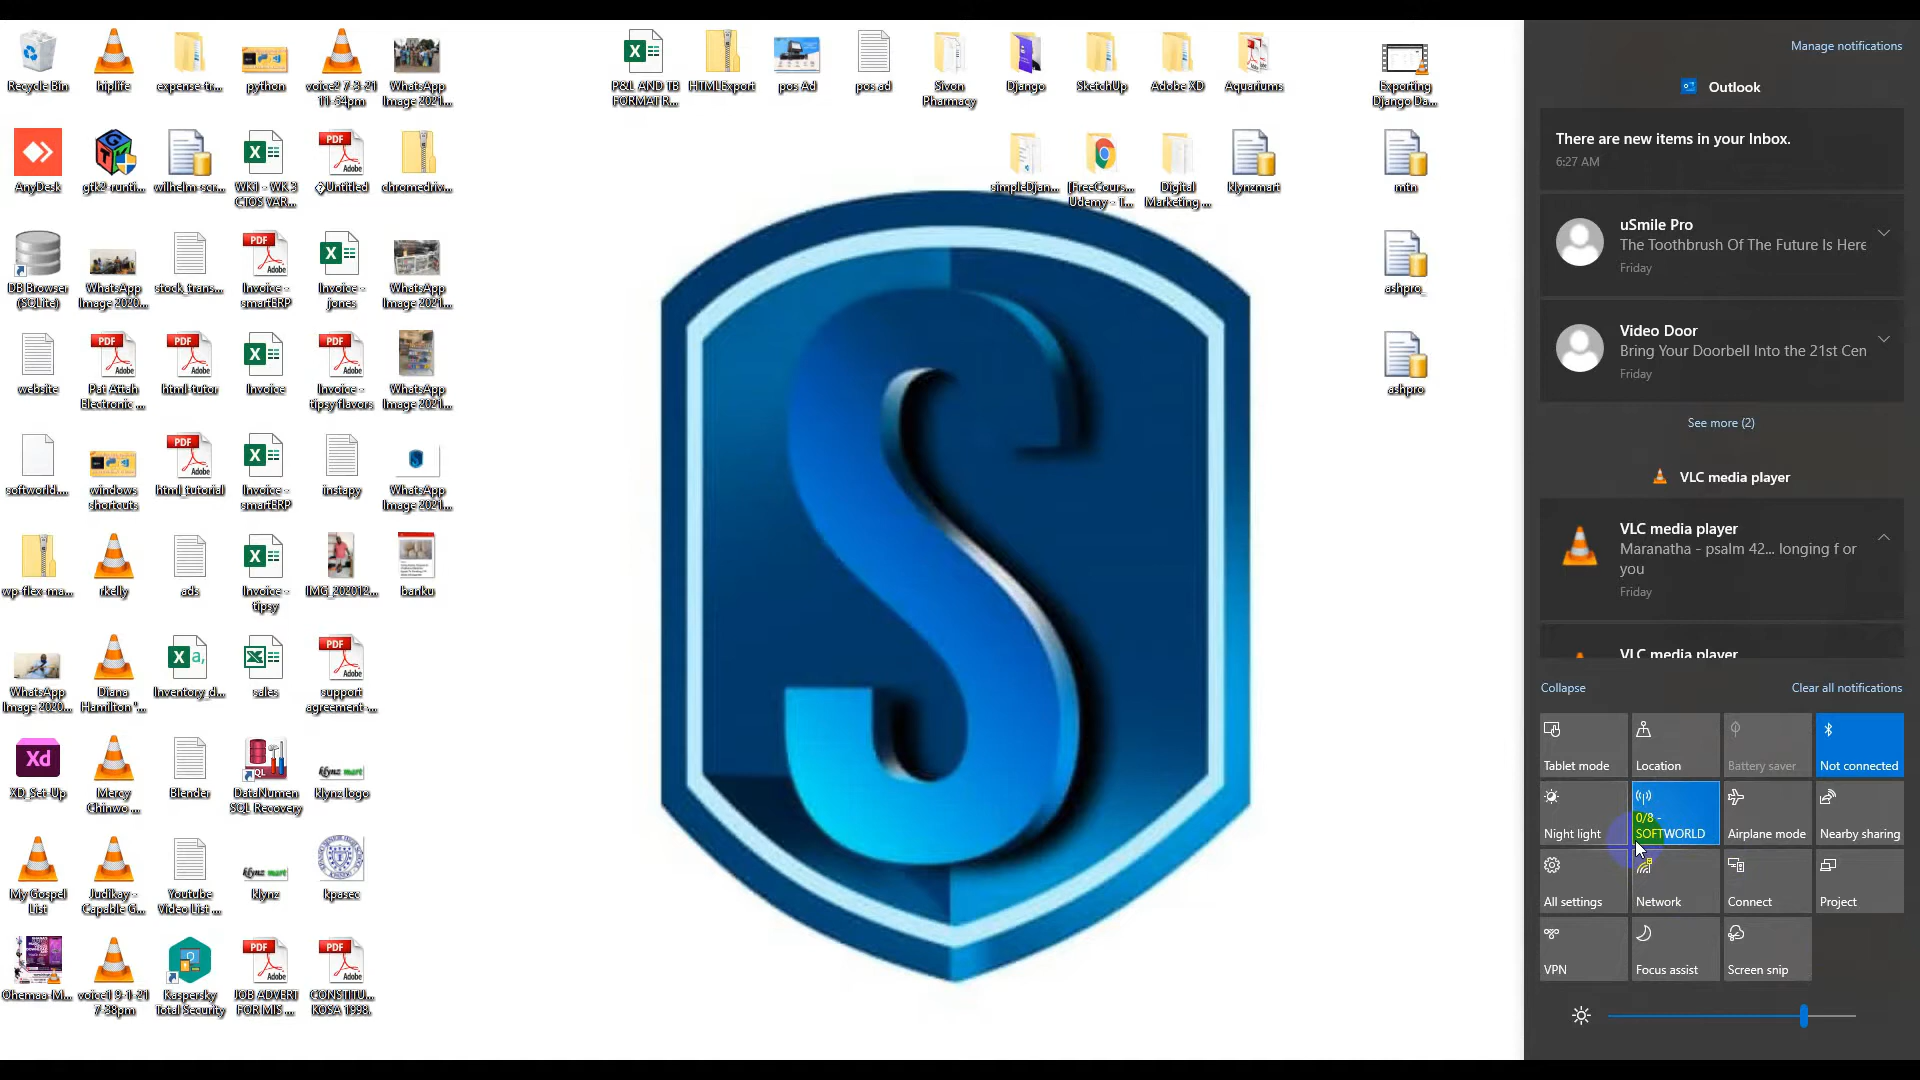 Recycle Bin
hiplife
expense-tr...
python
voice2 7-3-21
11-54pm
WhatsApp
Image 2021...
P&L AND TB
FORMAT R...
HTMLExport
pos Ad
pos ad
Sivon
Pharmacy
Django
SketchUp
Adobe XD
Aquariums
Exporting
Django Da...
AnyDesk
gtk2-runti...
wilhelm-scr...
WK1 - WK 3
CTOS VAR...
Untitled
chromedriv...
simpleDjan...
[FreeCours...
Udemy - T...
Digital
Marketing ...
klynzmart
mtn
DB Browser
(SQLite)
WhatsApp
Image 2020...
stock_trans...
Invoice -
smartERP
Invoice -
jones
WhatsApp
Image 2021...
ashpro_
website
Pat Attah
Electronic ...
html-tutor
Invoice
Invoice -
tipsy flavors
WhatsApp
Image 2021...
ashpro
softworld....
windows
shortcuts
html_tutorial
Invoice -
smartERP
instapy
WhatsApp
Image 2021...
wp-flex-ma...
rkelly
ads
Invoice -
tipsy
IMG_202012...
banku
WhatsApp
Image 2020...
Diana
Hamilton "...
Inventory_d...
sales
support
agreement -...
XD_Set-Up
Mercy
Chinwo ...
Blender
DataNumen
SQL Recovery
klynz logo
My Gospel
List
Judikay -
Capable G...
Youtube
Video List ...
klynz
kpasec
Ohemaa-M...
voice1 9-1-21
7-38pm
Kaspersky
Total Security
JOB ADVERT
FOR MIS ...
CONSTITU...
KOSA 1998.
Manage notifications
Outlook
There are new items in your Inbox.
6:27 AM
uSmile Pro
The Toothbrush Of The Future Is Here
Friday
Video Door
Bring Your Doorbell Into the 21st Cen
Friday
See more (2)
VLC media player
VLC media player
Maranatha - psalm 42... longing f or
you
Friday
VLC media player
Collapse
Clear all notifications
Tablet mode
Location
Battery saver
Not connected
Night light
0/8 -
SOFTWORLD
Airplane mode
Nearby sharing
All settings
Network
Connect
Project
VPN
Focus assist
Screen snip